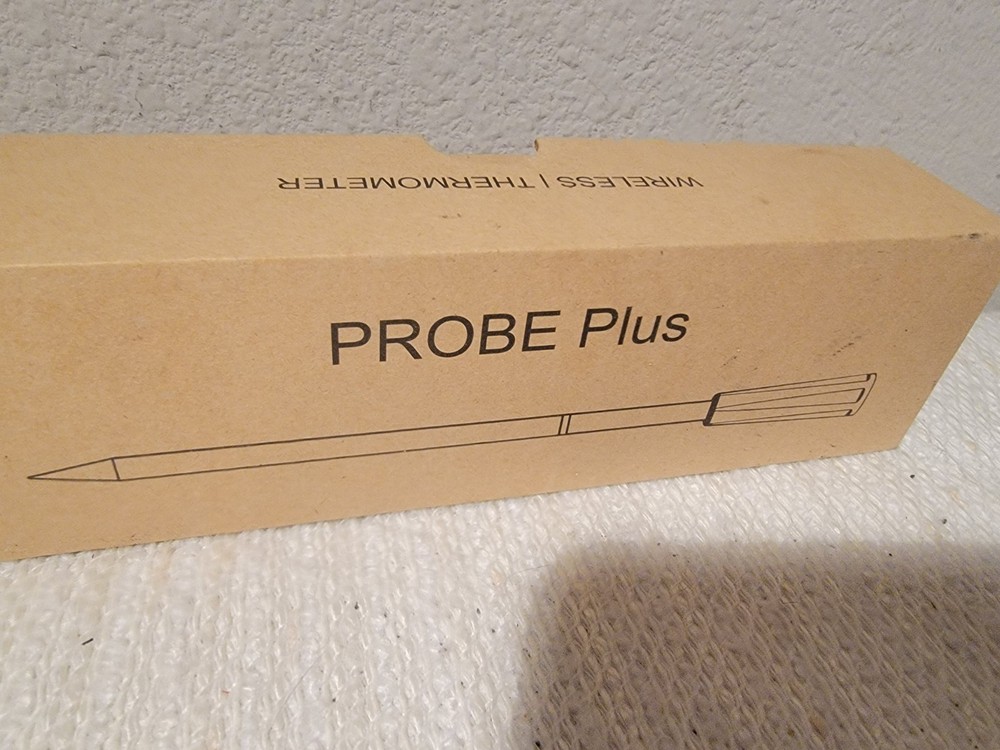 WIRELESS | THERMOMETER
PROBE Plus